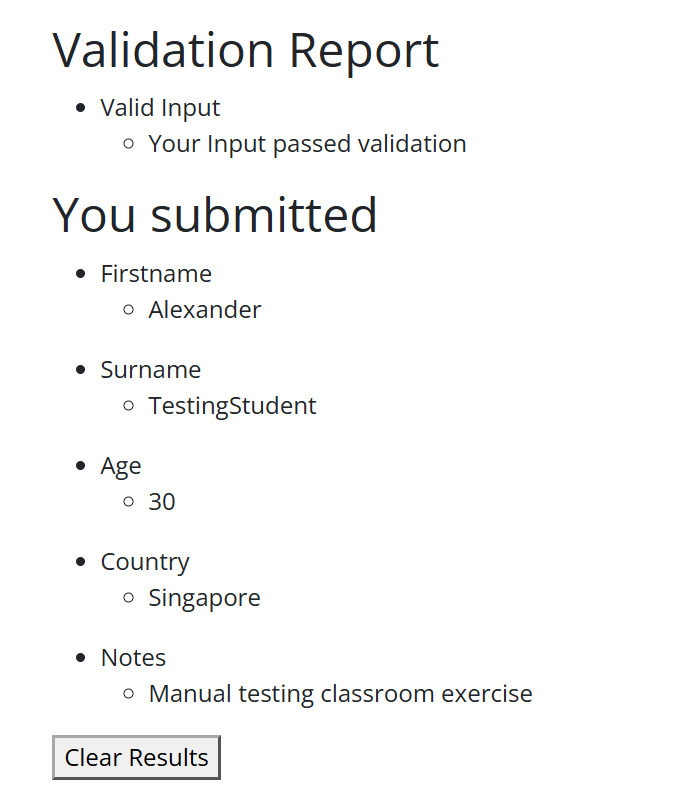 Validation Report
Valid Input
Your Input passed validation
You submitted
Firstname
Alexander
Surname
TestingStudent
Age
30
Country
Singapore
Notes
Manual testing classroom exercise
Clear Results